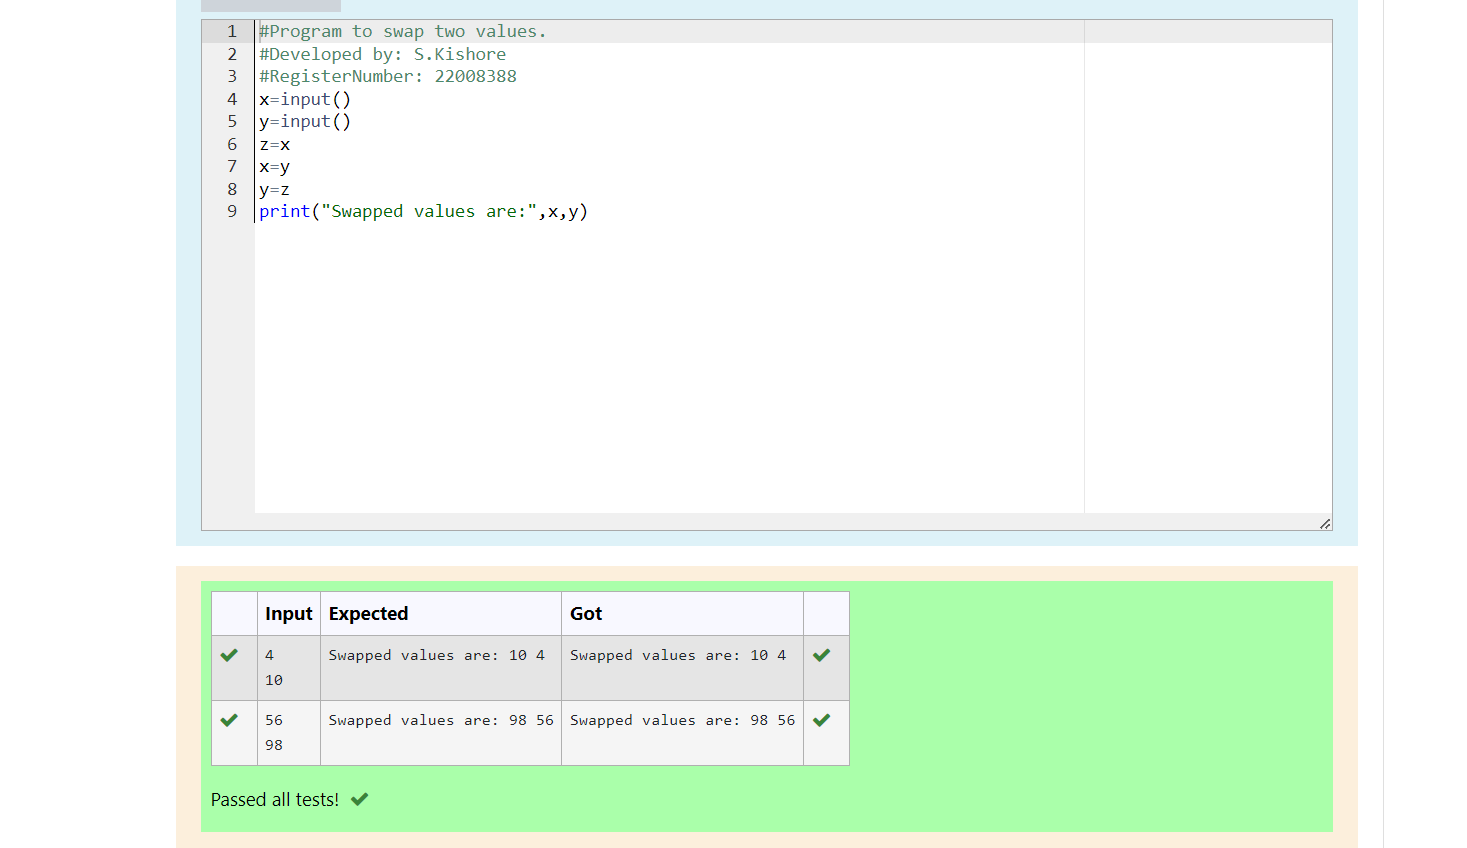 1 #Program to swap two values.
2 #Developed by: S.Kishore
3 #RegisterNumber: 22008388
4 x=input()
5 y=input()
6 z=x
7 x=y
8 y=z
9 print("Swapped values are:",x,y)
Input Expected Got
4 Swapped values are: 10 4 Swapped values are: 10 4
10
56 Swapped values are: 98 56 Swapped values are: 98 56
98
Passed all tests!